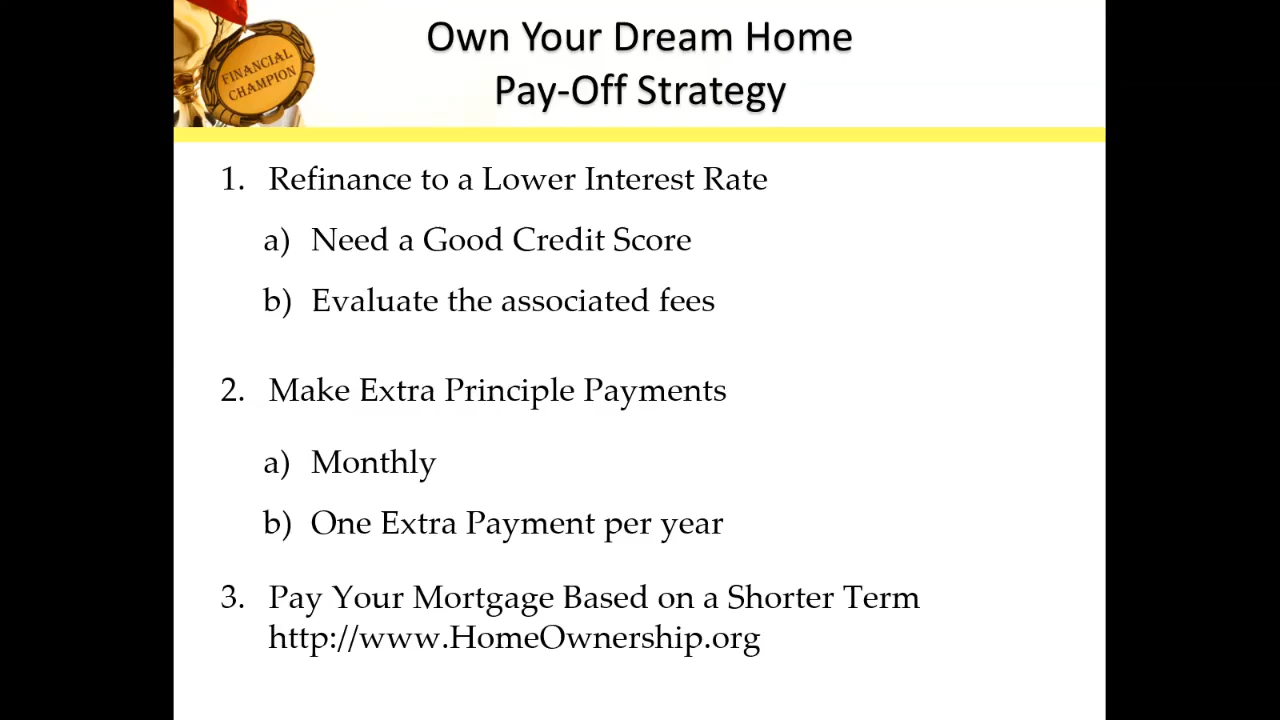 FINANCIAL
CHAMPION
Own Your Dream Home
Pay-Off Strategy
1. Refinance to a Lower Interest Rate
a) Need a Good Credit Score
b) Evaluate the associated fees
2. Make Extra Principle Payments
a) Monthly
b) One Extra Payment per year
3. Pay Your Mortgage Based on a Shorter Term
http://www.HomeOwnership.org